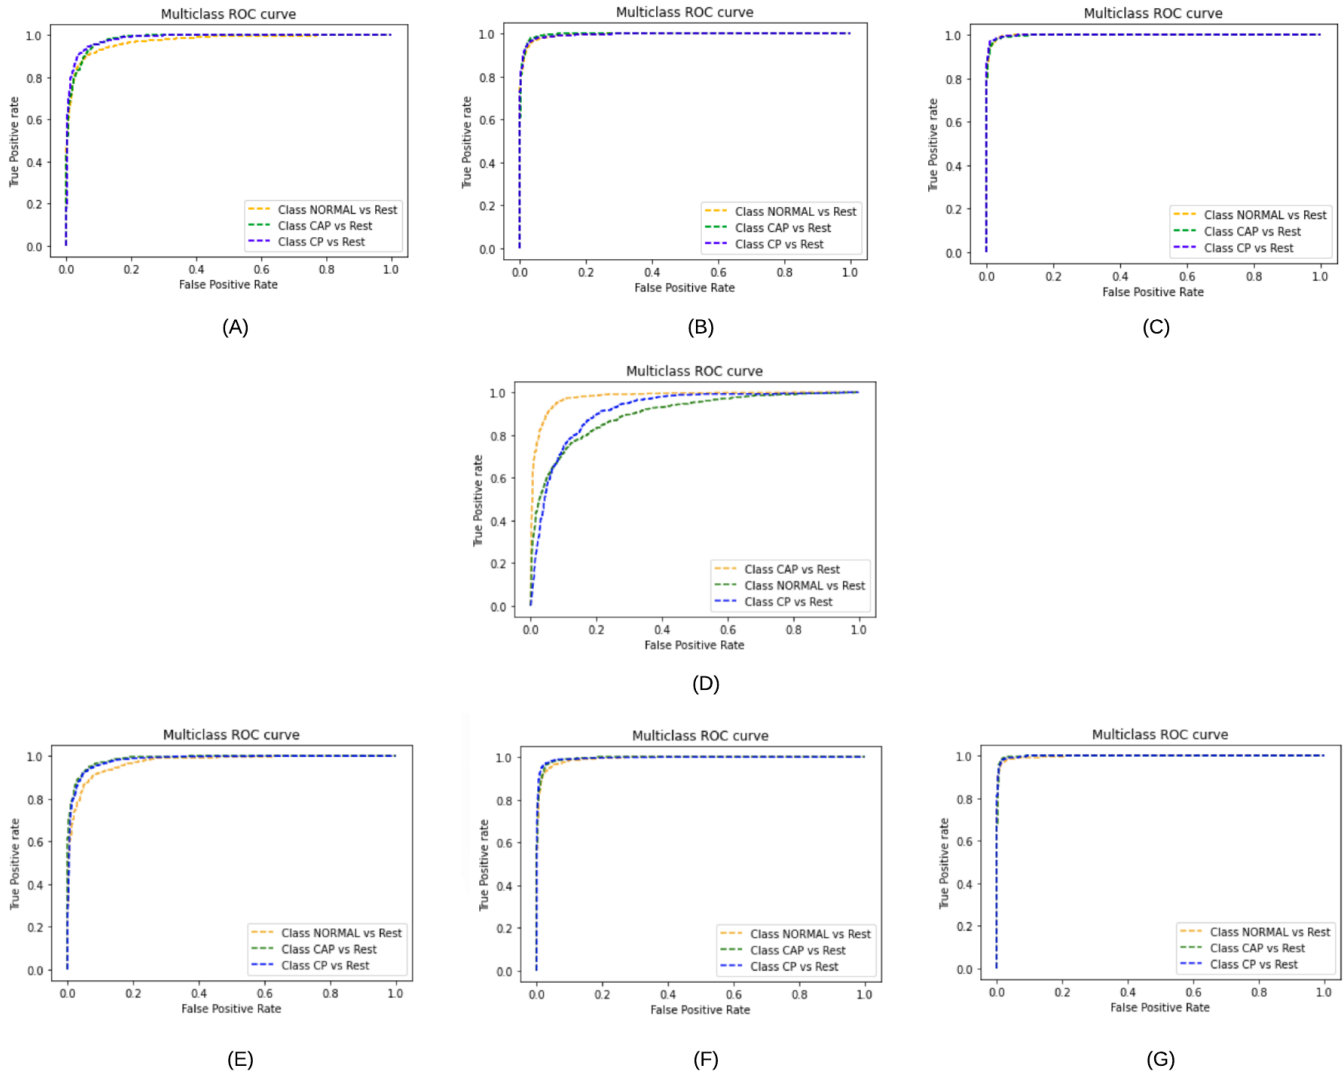 Multiclass ROC curve
True Positive rate
1.0
0.8
0.6
0.4
0.2
0.0
Class NORMAL vs Rest
Class CAP vs Rest
Class CP vs Rest
0.0 0.2 0.4 0.6 0.8 1.0
False Positive Rate
(A)
Multiclass ROC curve
True Positive rate
1.0
0.8
0.6
0.4
0.2
0.0
Class NORMAL vs Rest
Class CAP vs Rest
Class CP vs Rest
0.0 0.2 0.4 0.6 0.8 1.0
False Positive Rate
(B)
Multiclass ROC curve
True Positive rate
1.0
0.8
0.6
0.4
0.2
0.0
Class NORMAL vs Rest
Class CAP vs Rest
Class CP vs Rest
0.0 0.2 0.4 0.6 0.8 1.0
False Positive Rate
(C)
Multiclass ROC curve
True Positive rate
1.0
0.8
0.6
0.4
0.2
0.0
Class CAP vs Rest
Class NORMAL vs Rest
Class CP vs Rest
0.0 0.2 0.4 0.6 0.8 1.0
False Positive Rate
(D)
Multiclass ROC curve
True Positive rate
1.0
0.8
0.6
0.4
0.2
0.0
Class NORMAL vs Rest
Class CAP vs Rest
Class CP vs Rest
0.0 0.2 0.4 0.6 0.8 1.0
False Positive Rate
(E)
Multiclass ROC curve
True Positive rate
1.0
0.8
0.6
0.4
0.2
0.0
Class NORMAL vs Rest
Class CAP vs Rest
Class CP vs Rest
0.0 0.2 0.4 0.6 0.8 1.0
False Positive Rate
(F)
Multiclass ROC curve
True Positive rate
1.0
0.8
0.6
0.4
0.2
0.0
Class NORMAL vs Rest
Class CAP vs Rest
Class CP vs Rest
0.0 0.2 0.4 0.6 0.8 1.0
False Positive Rate
(G)